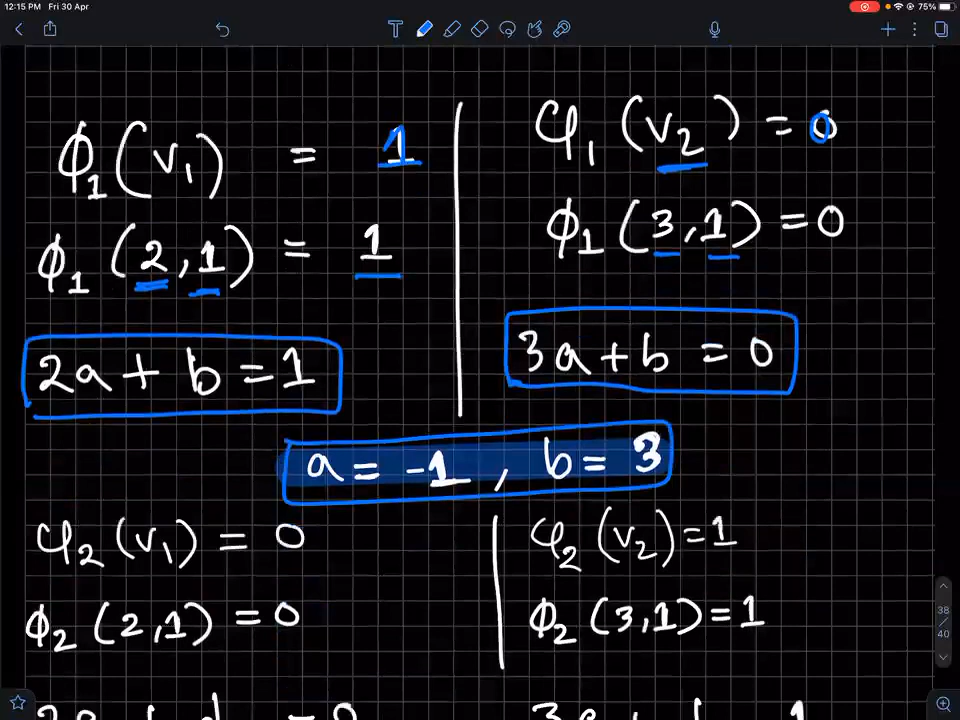 12:15 PM Fri 30 Apr
75%
ϕ₁(v₁) = 1
φ₁(v₂) = 0
ϕ₁(2,1) = 1
ϕ₁(3,1) = 0
2a + b = 1
3a + b = 0
a = -1, b = 3
φ₂(v₁) = 0
φ₂(v₂) = 1
ϕ₂(2,1) = 0
ϕ₂(3,1) = 1
38
/
40